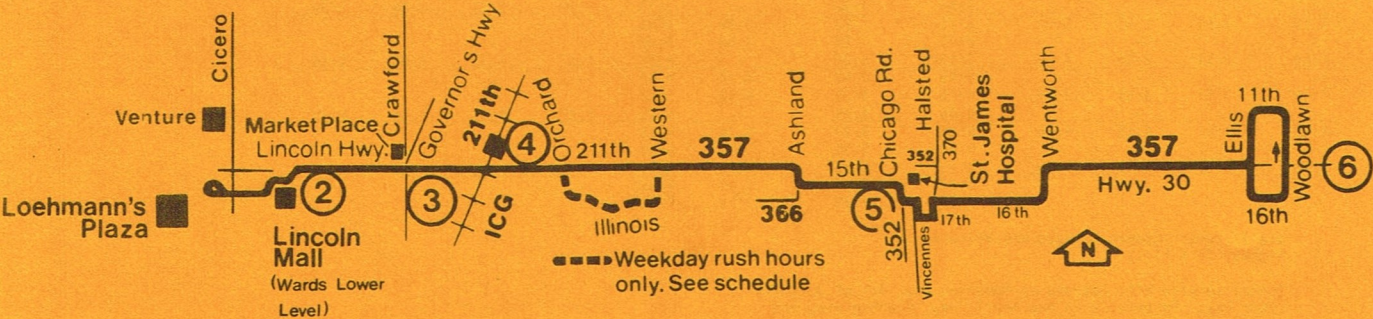 Cicero
Venture
Market Place
Lincoln Hwy.
Crawford
Governor s Hwy
211th
ICG
Orchard
211th
Western
357
Ashland
15th
Chicago Rd.
Halsted
352
370
St. James
Hospital
Wentworth
357
Hwy. 30
Ellis
11th
Woodlawn
16th
Loehmann's
Plaza
2
Lincoln
Mall
(Wards Lower
Level)
3
4
Illinois
Weekday rush hours
only. See schedule
366
5
352
Vincennes
17th
16th
N
6